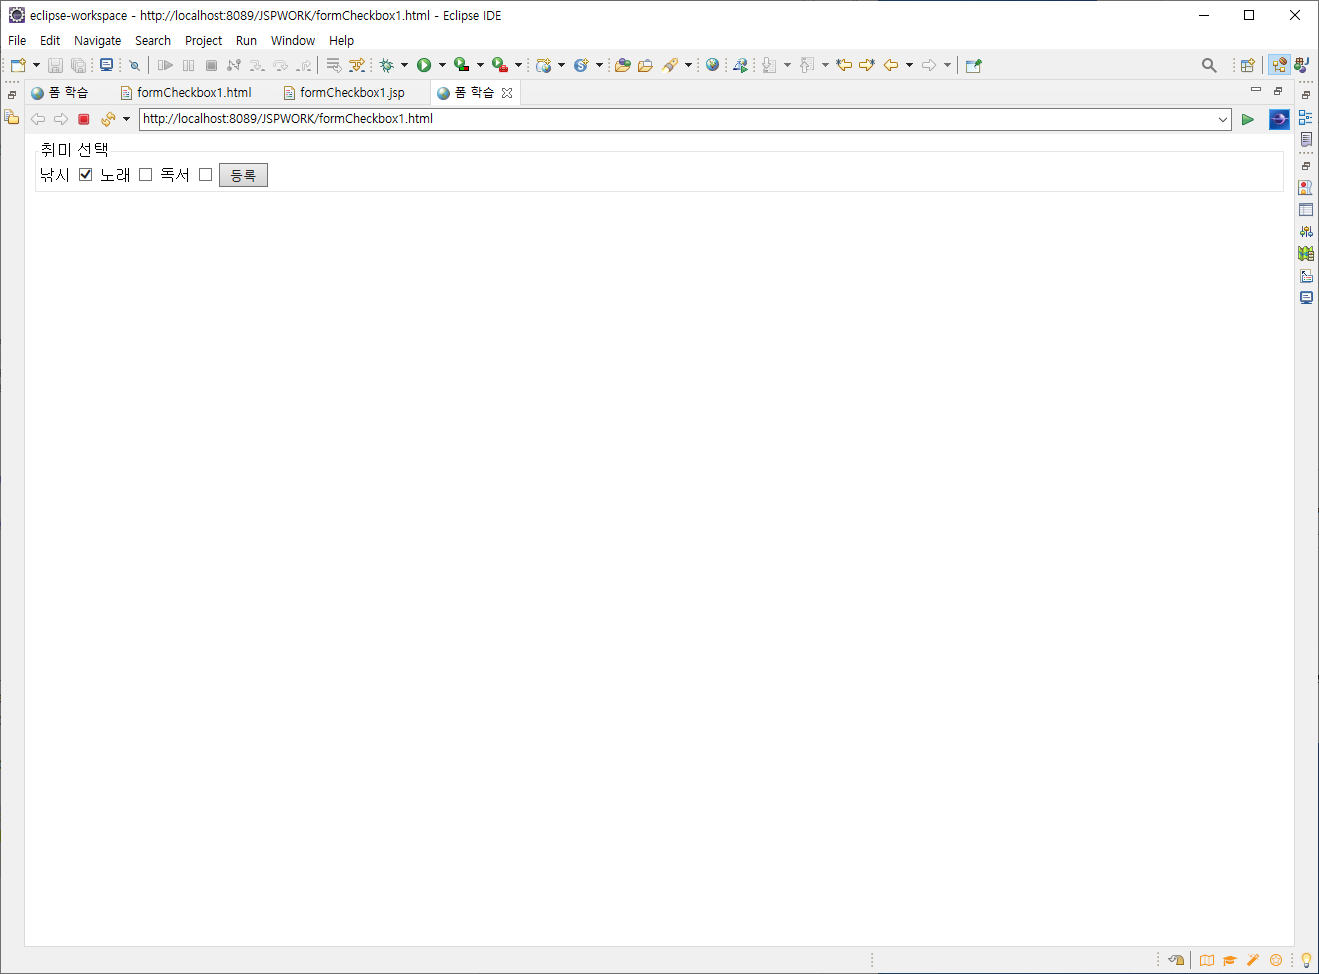 eclipse-workspace - http://localhost:8089/JSPWORK/formCheckbox1.html - Eclipse IDE
File Edit Navigate Search Project Run Window Help
폼 학습 formCheckbox1.html formCheckbox1.jsp 폼 학습
http://localhost:8089/JSPWORK/formCheckbox1.html
취미 선택
낚시 노래 독서 등록